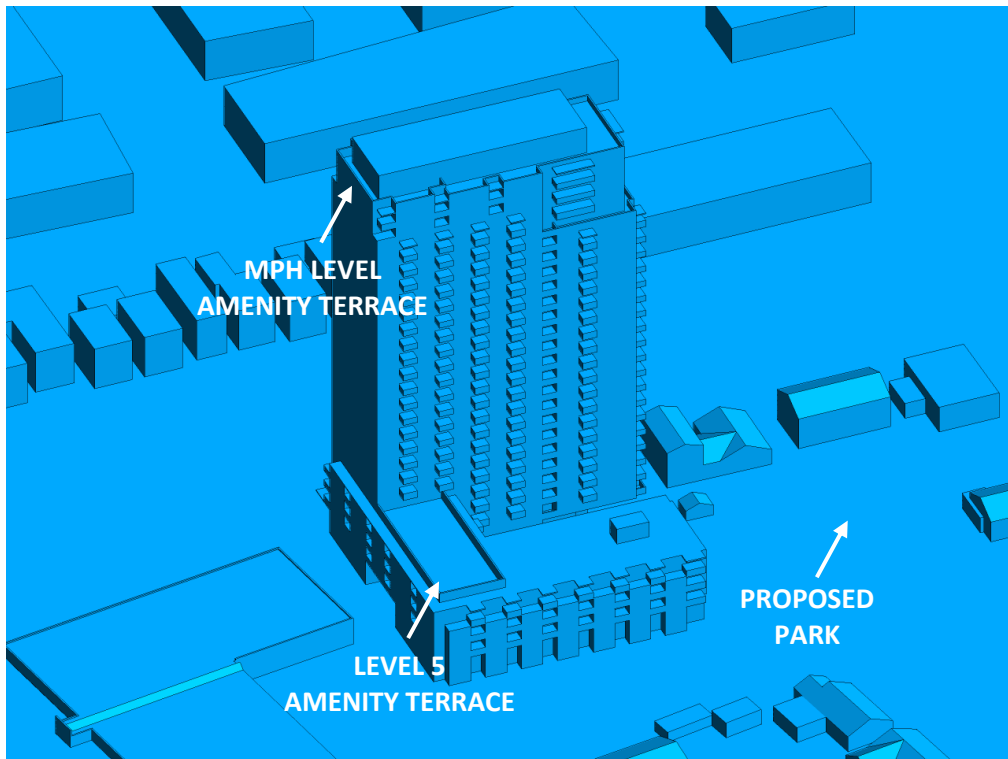 MPH LEVEL
AMENITY TERRACE
PROPOSED
PARK
LEVEL 5
AMENITY TERRACE